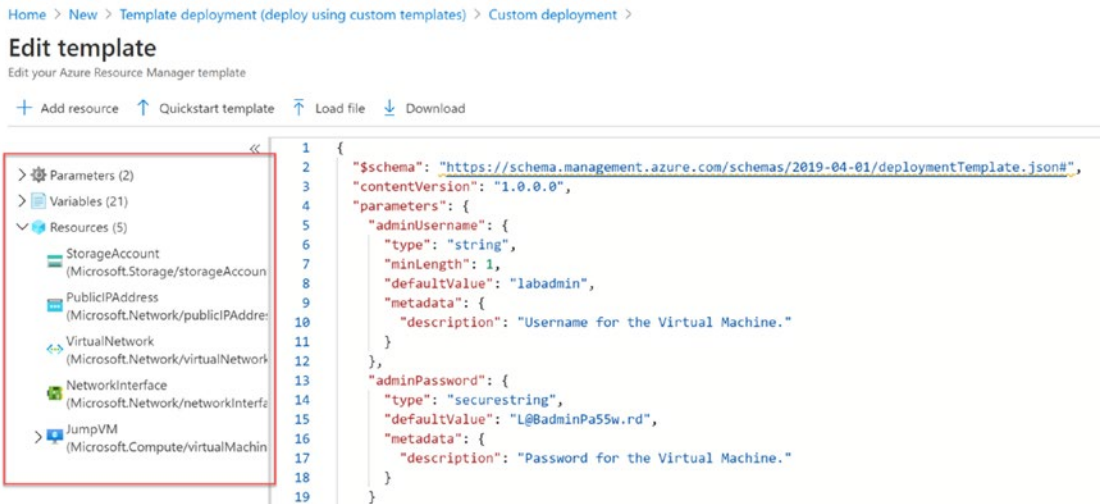 Home > New > Template deployment (deploy using custom templates) > Custom deployment >
Edit template
Edit your Azure Resource Manager template
Add resource Quickstart template Load file Download
«
Parameters (2)
Variables (21)
Resources (5)
StorageAccount
(Microsoft.Storage/storageAccoun
PublicIPAddress
(Microsoft.Network/publicIPAddre
VirtualNetwork
(Microsoft.Network/virtualNetwork
NetworkInterface
(Microsoft.Network/networkInterfa
JumpVM
(Microsoft.Compute/virtualMachin
1 {
2 "$schema": "https://schema.management.azure.com/schemas/2019-04-01/deploymentTemplate.json#",
3 "contentVersion": "1.0.0.0",
4 "parameters": {
5 "adminUsername": {
6 "type": "string",
7 "minLength": 1,
8 "defaultValue": "labadmin",
9 "metadata": {
10 "description": "Username for the Virtual Machine."
11 }
12 },
13 "adminPassword": {
14 "type": "securestring",
15 "defaultValue": "L@BadminPa55w.rd",
16 "metadata": {
17 "description": "Password for the Virtual Machine."
18 }
19 }